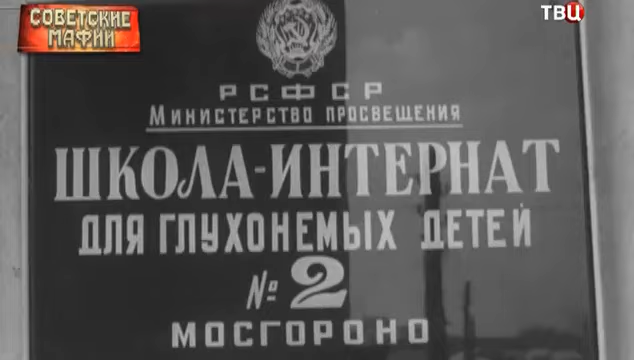 СОВЕТСКИЕ
МАФИИ
ТВЦ
РСФСР
МИНИСТЕРСТВО ПРОСВЕЩЕНИЯ
ШКОЛА-ИНТЕРНАТ
ДЛЯ ГЛУХОНЕМЫХ ДЕТЕЙ
№ 2
МОСГОРОНО